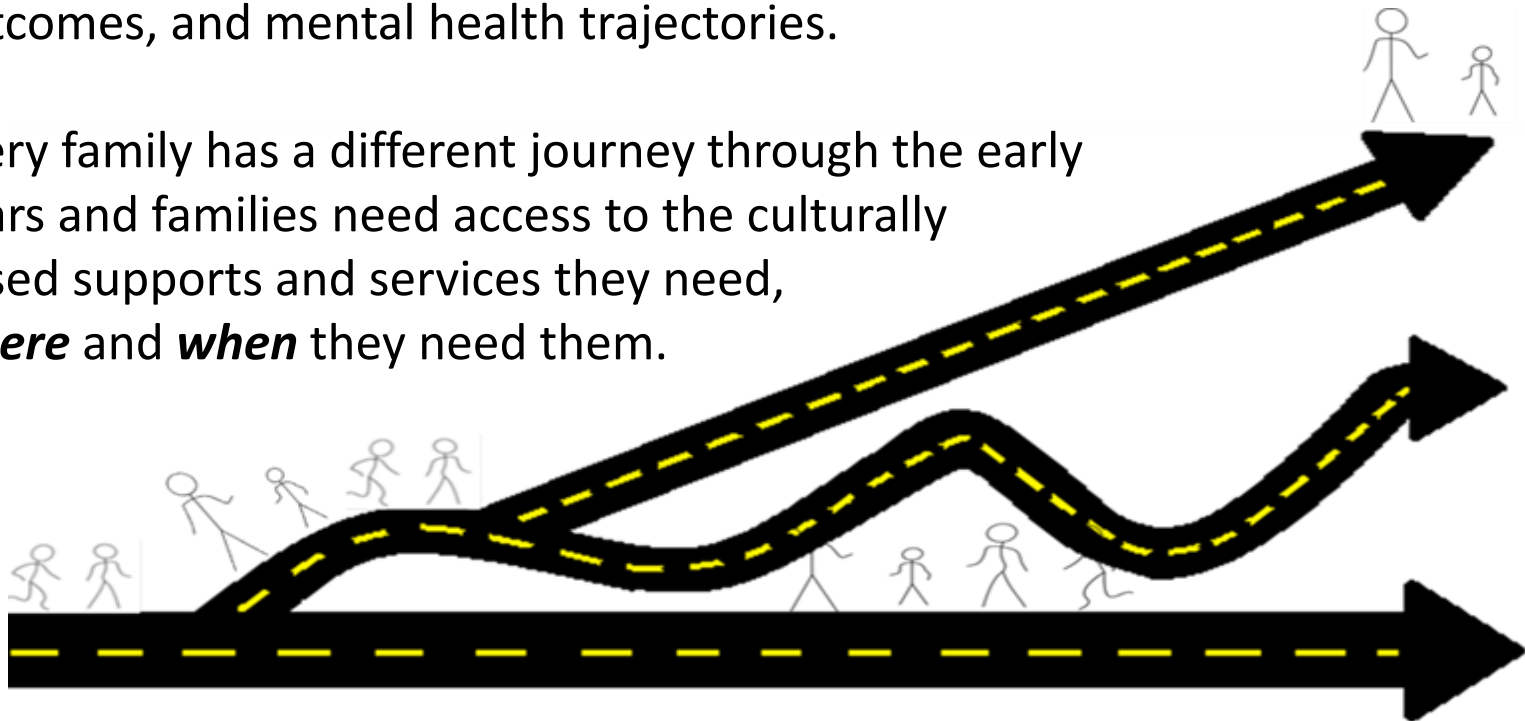 tcomes, and mental health trajectories.
ery family has a different journey through the early
ars and families need access to the culturally
sed supports and services they need,
ere and when they need them.